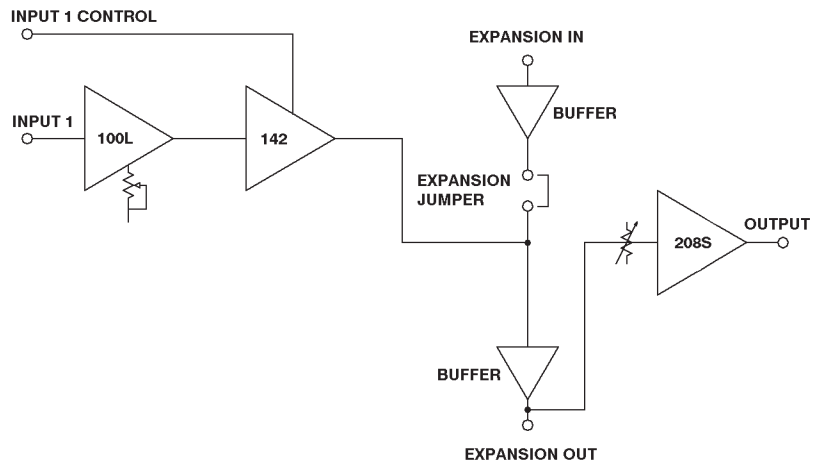 INPUT 1 CONTROL
EXPANSION IN
INPUT 1
100L
142
BUFFER
EXPANSION
JUMPER
208S
OUTPUT
BUFFER
EXPANSION OUT